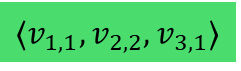 ⟨𝑣₁,₁, 𝑣₂,₂, 𝑣₃,₁⟩